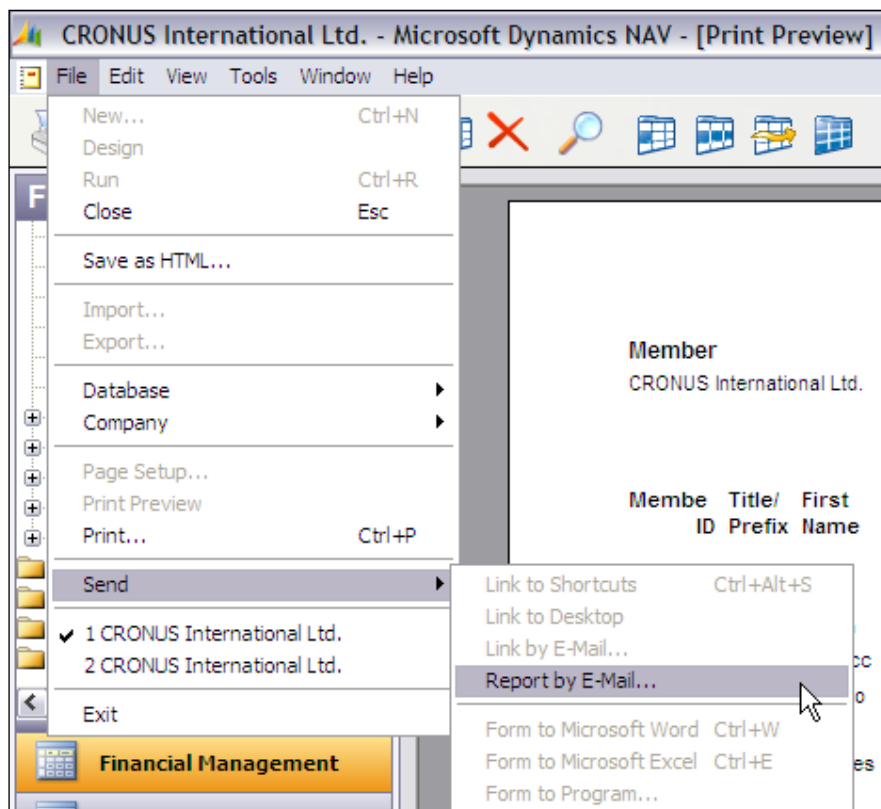 CRONUS International Ltd. - Microsoft Dynamics NAV - [Print Preview]
File Edit View Tools Window Help
New... Ctrl+N
Design
Run Ctrl+R
Close Esc
Save as HTML...
Import...
Export...
Database
Company
Page Setup...
Print Preview
Print... Ctrl+P
Send
1 CRONUS International Ltd.
2 CRONUS International Ltd.
Exit
Financial Management
Member
CRONUS International Ltd.
Membe Title/ First
ID Prefix Name
Link to Shortcuts Ctrl+Alt+S
Link to Desktop
Link by E-Mail...
Report by E-Mail...
Form to Microsoft Word Ctrl+W
Form to Microsoft Excel Ctrl+E
Form to Program...